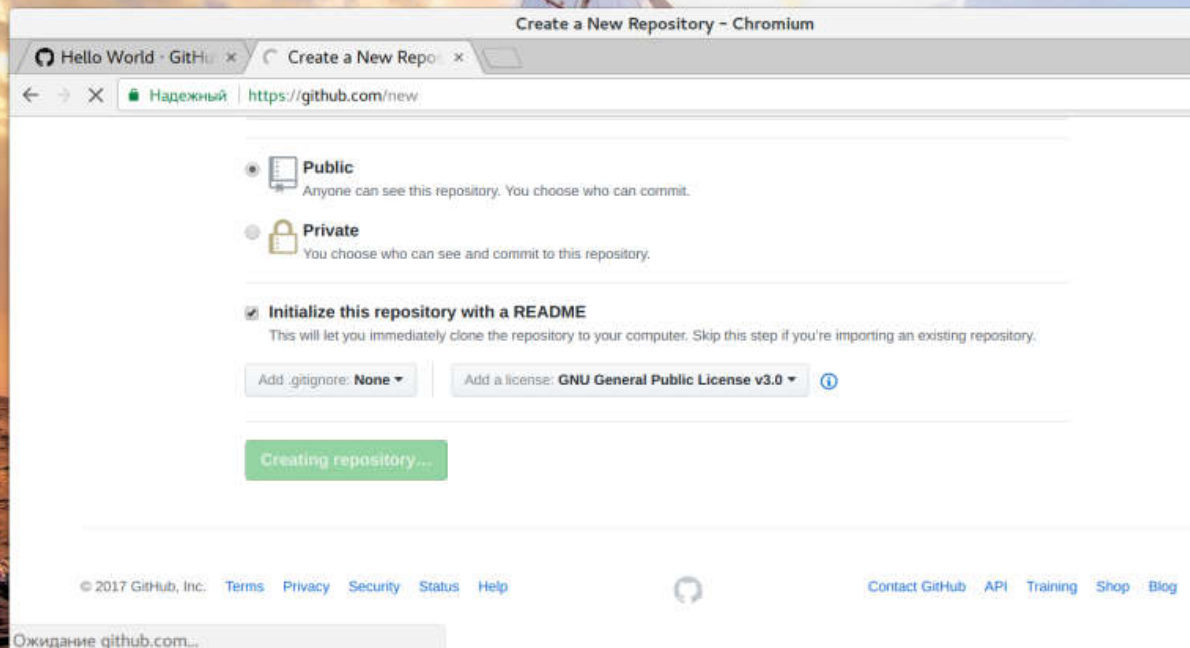 Create a New Repository - Chromium
Hello World · GitHu × Create a New Repos ×
Надежный https://github.com/new
Public
Anyone can see this repository. You choose who can commit.
Private
You choose who can see and commit to this repository.
Initialize this repository with a README
This will let you immediately clone the repository to your computer. Skip this step if you're importing an existing repository.
Add .gitignore: None Add a license: GNU General Public License v3.0
Creating repository...
© 2017 GitHub, Inc. Terms Privacy Security Status Help Contact GitHub API Training Shop Blog
Ожидание github.com...